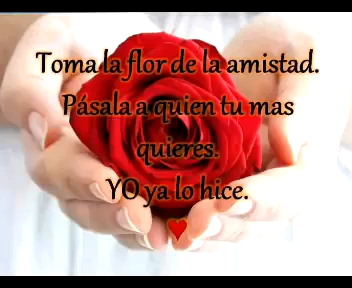 Toma la flor de la amistad.
Pásala a quien tu mas
quieres.
YO ya lo hice.
♥